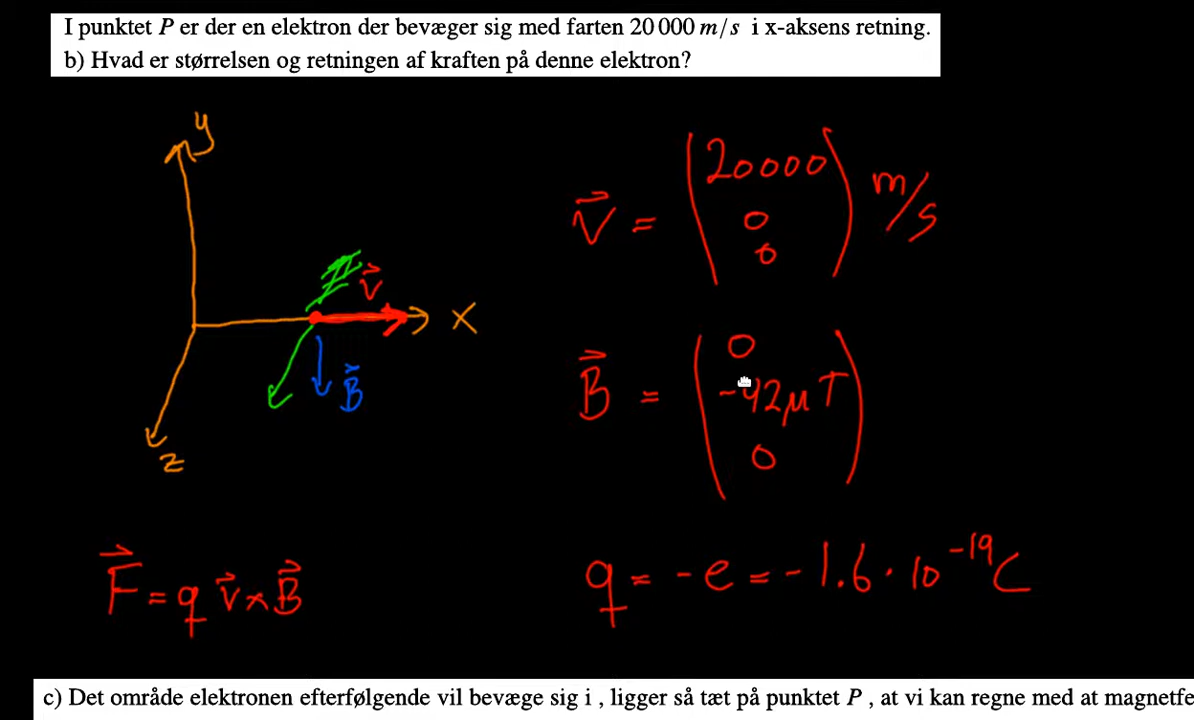 I punktet P er der en elektron der bevæger sig med farten 20 000 m/s i x-aksens retning.
b) Hvad er størrelsen og retningen af kraften på denne elektron?
y
v⃗
x
B⃗
z
v⃗ = (20000
0
0) m/s
B⃗ = (0
-42μT
0)
F⃗ = q v⃗ × B⃗
q = -e = -1.6 · 10⁻¹⁹ C
c) Det område elektronen efterfølgende vil bevæge sig i , ligger så tæt på punktet P , at vi kan regne med at magnetfe